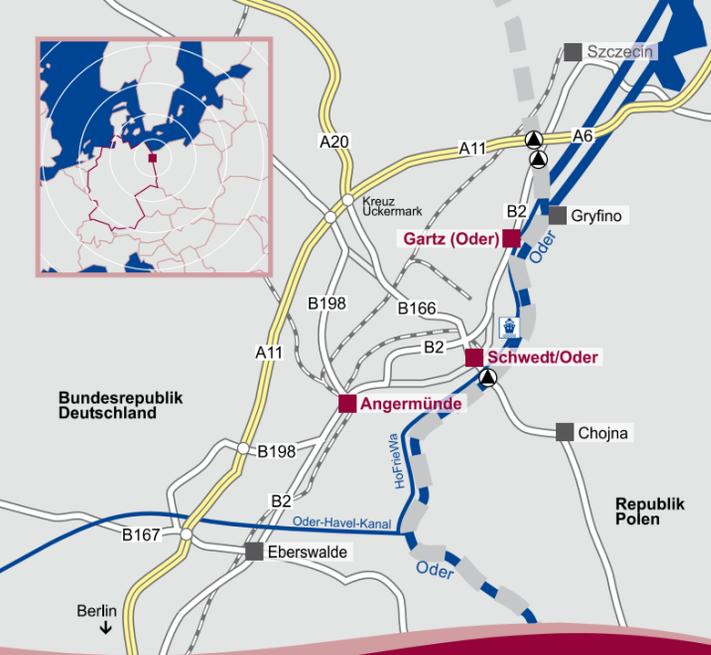 Szczecin
A20
A11
A6
Kreuz
Uckermark
B2
Gryfino
Gartz (Oder)
Oder
B198
B166
B2
A11
Schwedt/Oder
Bundesrepublik
Deutschland
Angermünde
Chojna
B198
HoFrieWa
B2
Republik
Polen
Oder-Havel-Kanal
B167
Eberswalde
Oder
Berlin